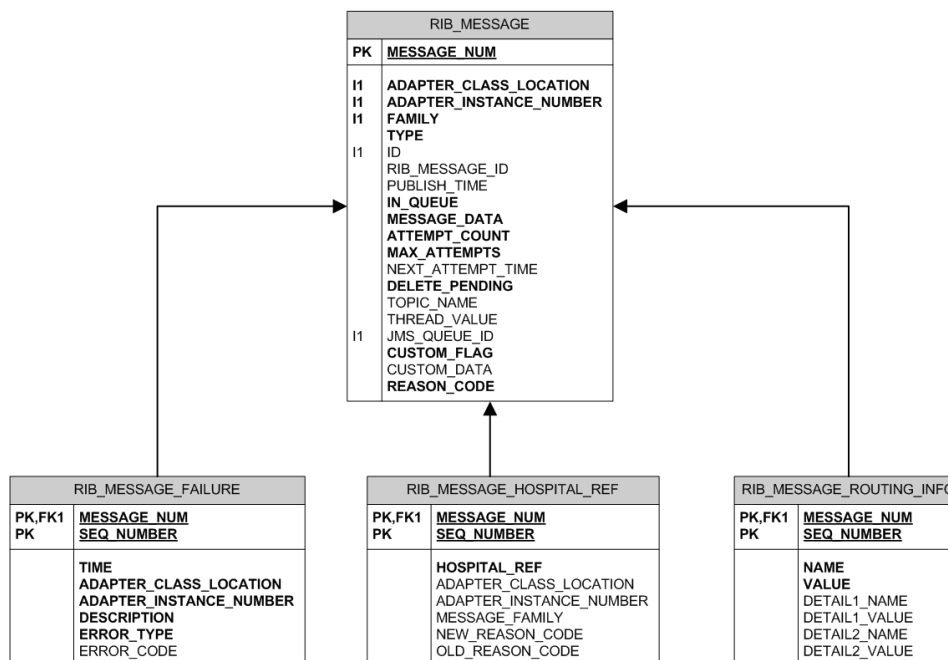 RIB_MESSAGE
PK MESSAGE_NUM
I1 ADAPTER_CLASS_LOCATION
I1 ADAPTER_INSTANCE_NUMBER
I1 FAMILY
TYPE
I1 ID
RIB_MESSAGE_ID
PUBLISH_TIME
IN_QUEUE
MESSAGE_DATA
ATTEMPT_COUNT
MAX_ATTEMPTS
NEXT_ATTEMPT_TIME
DELETE_PENDING
TOPIC_NAME
THREAD_VALUE
I1 JMS_QUEUE_ID
CUSTOM_FLAG
CUSTOM_DATA
REASON_CODE
RIB_MESSAGE_FAILURE
PK,FK1 MESSAGE_NUM
PK SEQ_NUMBER
TIME
ADAPTER_CLASS_LOCATION
ADAPTER_INSTANCE_NUMBER
DESCRIPTION
ERROR_TYPE
ERROR_CODE
RIB_MESSAGE_HOSPITAL_REF
PK,FK1 MESSAGE_NUM
PK SEQ_NUMBER
HOSPITAL_REF
ADAPTER_CLASS_LOCATION
ADAPTER_INSTANCE_NUMBER
MESSAGE_FAMILY
NEW_REASON_CODE
OLD_REASON_CODE
RIB_MESSAGE_ROUTING_INFO
PK,FK1 MESSAGE_NUM
PK SEQ_NUMBER
NAME
VALUE
DETAIL1_NAME
DETAIL1_VALUE
DETAIL2_NAME
DETAIL2_VALUE